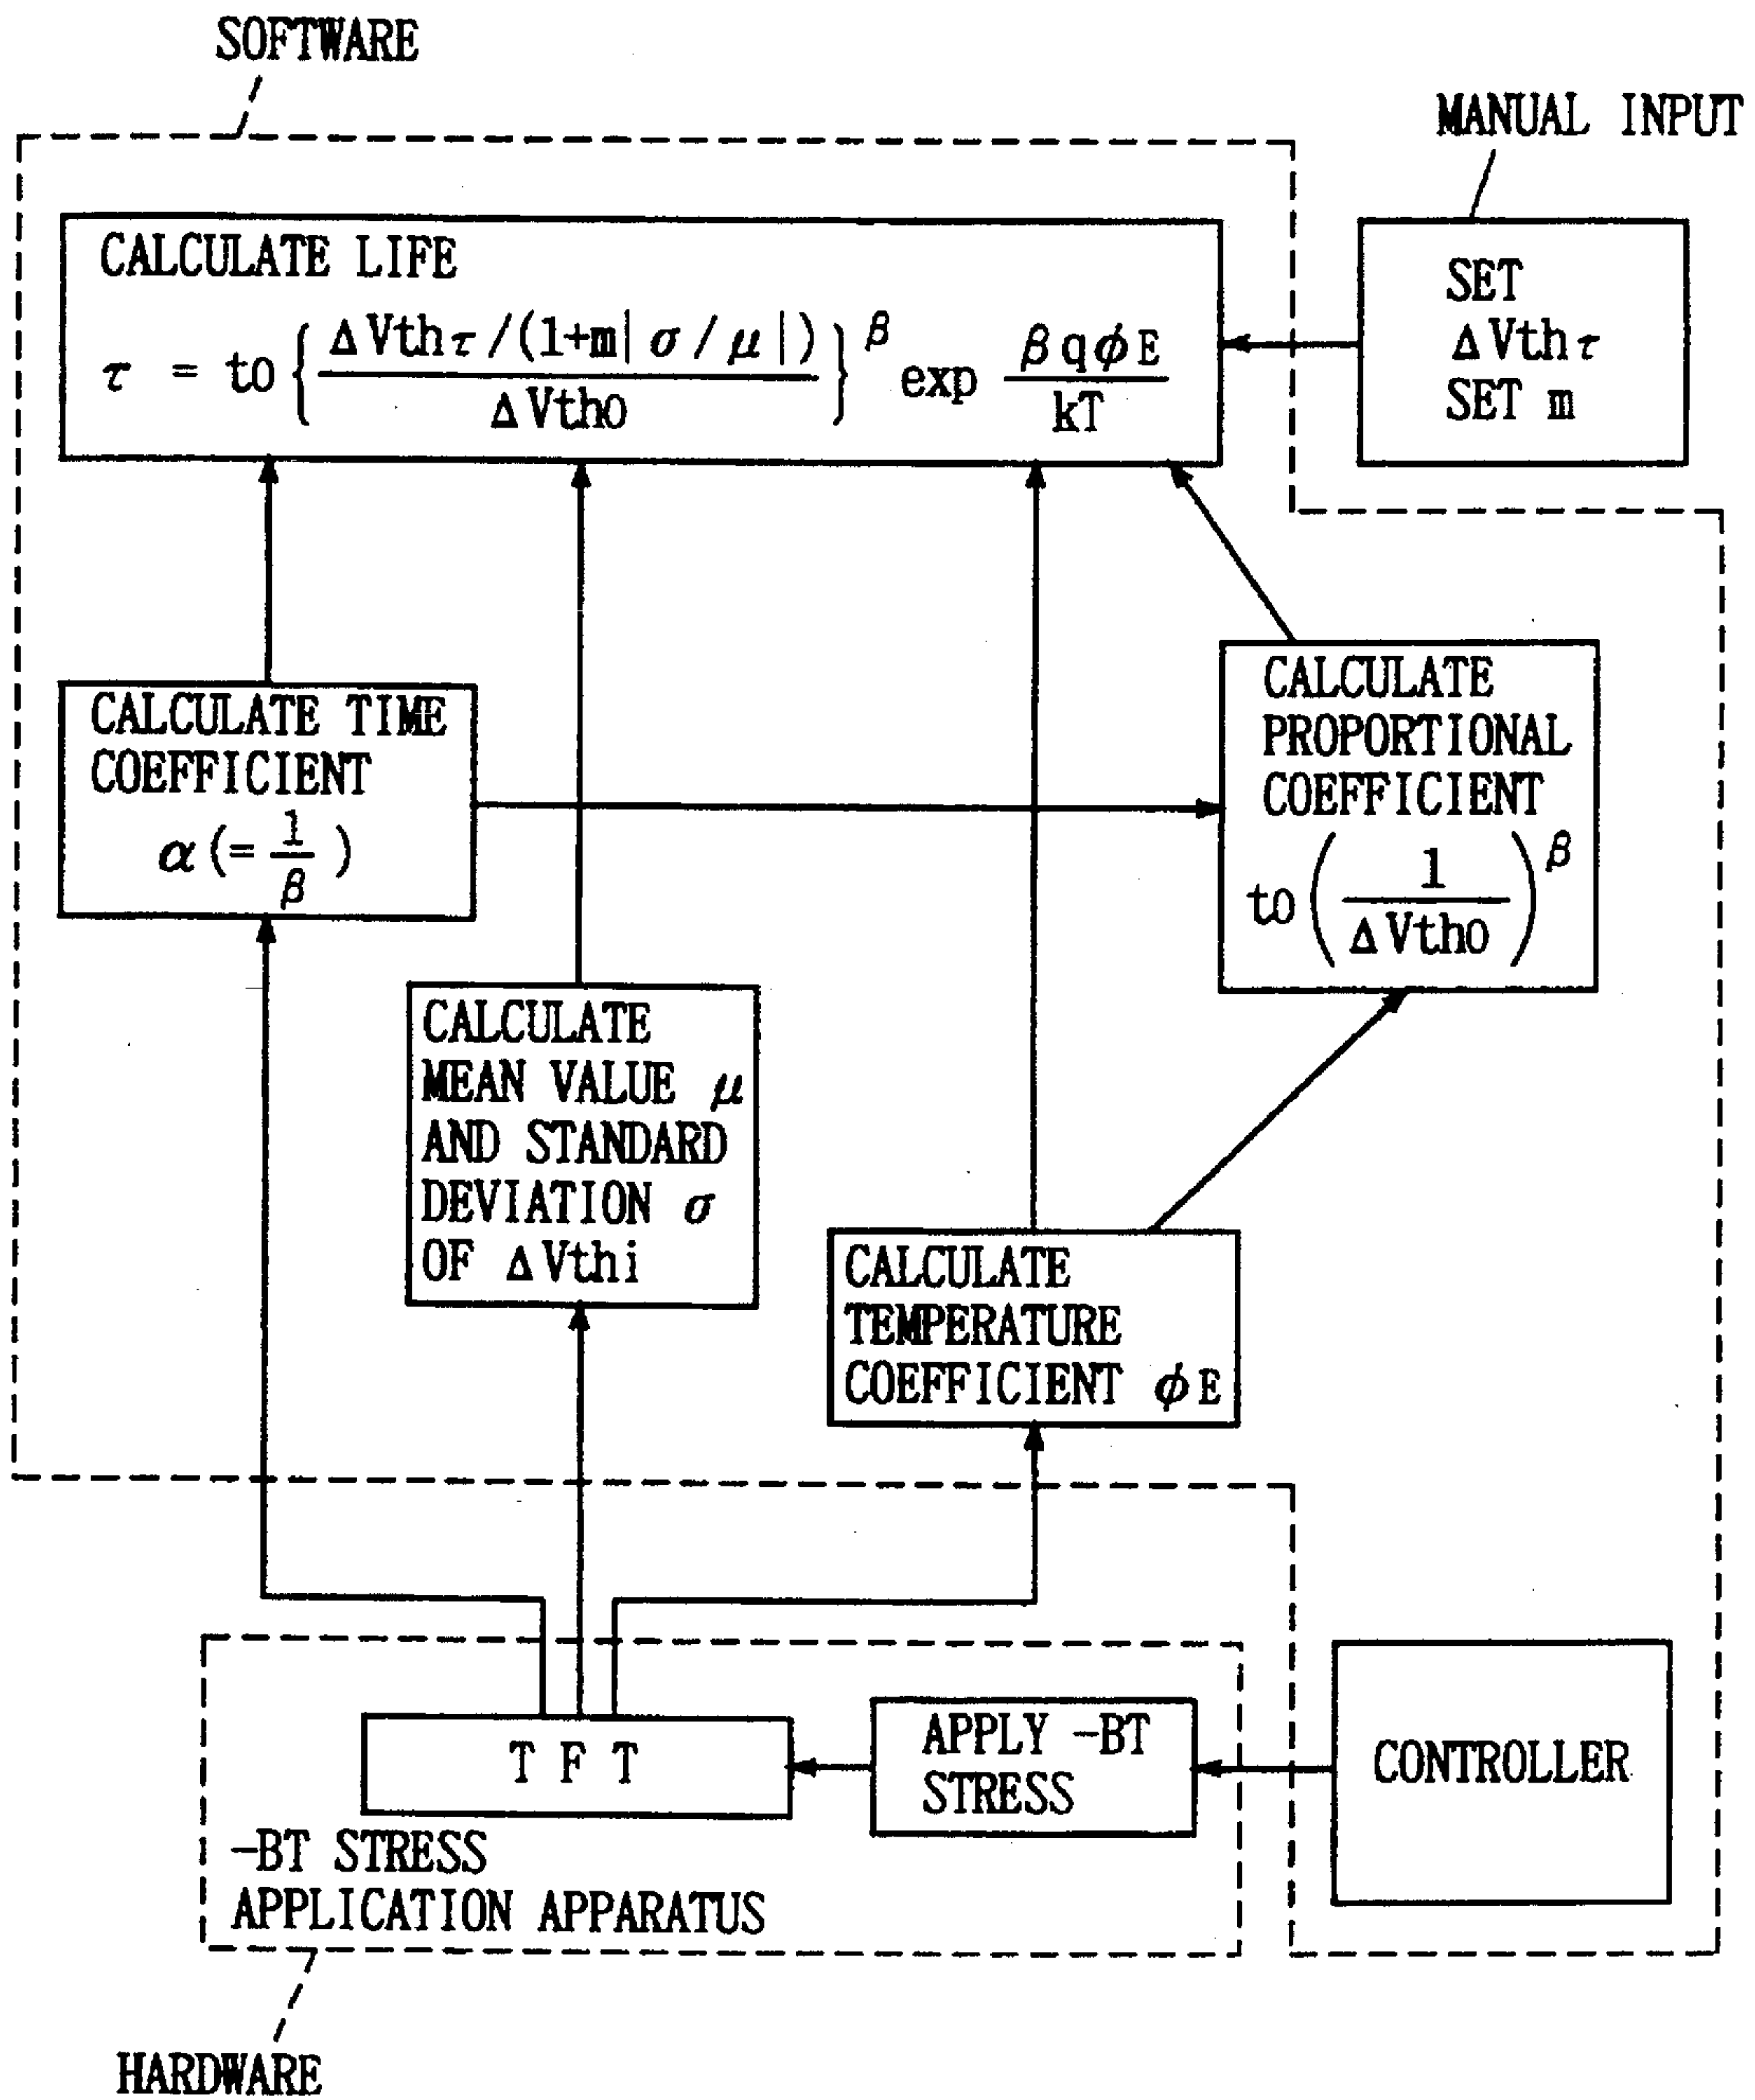 SOFTWARE
MANUAL INPUT
CALCULATE LIFE
τ = to { ΔVthτ/(1+m|σ/μ|) / ΔVtho }^β exp βqφE / kT
SET
ΔVthτ
SET m
CALCULATE TIME
COEFFICIENT
α(= 1/β )
CALCULATE
PROPORTIONAL
COEFFICIENT
to ( 1 / ΔVtho )^β
CALCULATE
MEAN VALUE μ
AND STANDARD
DEVIATION σ
OF ΔVthi
CALCULATE
TEMPERATURE
COEFFICIENT φE
T F T
APPLY -BT
STRESS
CONTROLLER
-BT STRESS
APPLICATION APPARATUS
HARDWARE